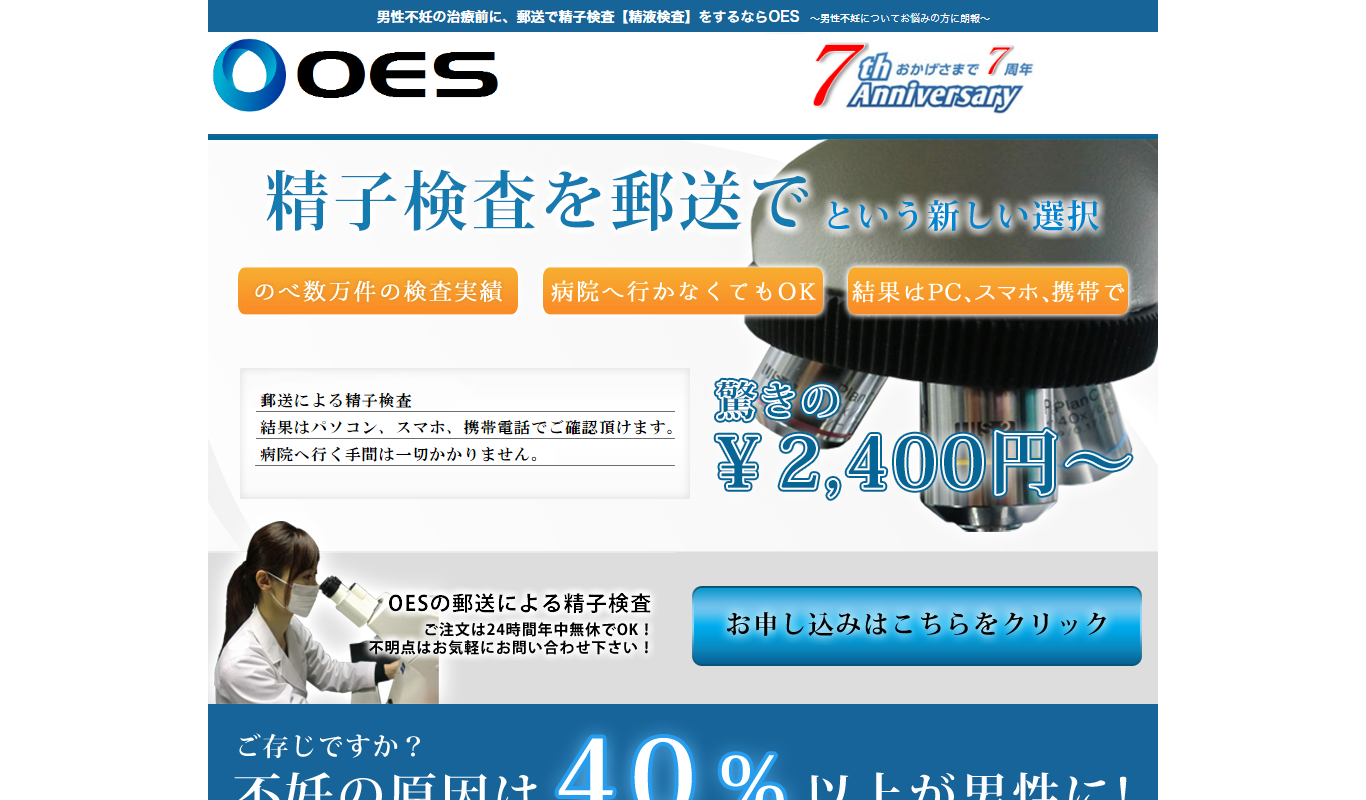 男性不妊の治療前に、郵送で精子検査【精液検査】をするならOES ～男性不妊についてお悩みの方に朗報～
OES
7th おかげさまで 7周年
Anniversary
精子検査を郵送で という新しい選択
のべ数万件の検査実績 病院へ行かなくてもOK 結果はPC、スマホ、携帯で
郵送による精子検査
結果はパソコン、スマホ、携帯電話でご確認頂けます。
病院へ行く手間は一切かかりません。
驚きの
¥2,400円～
OESの郵送による精子検査
ご注文は24時間年中無休でOK！
不明点はお気軽にお問い合わせ下さい！
お申し込みはこちらをクリック
ご存じですか？
不妊の原因は 40％以上が男性に！